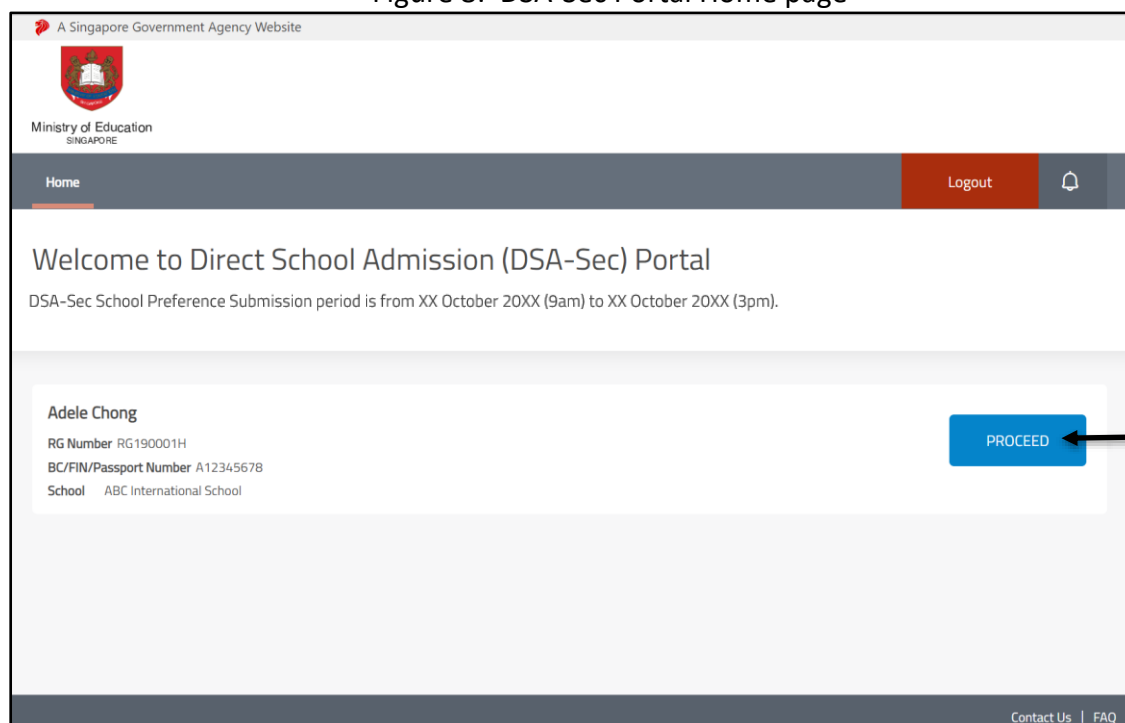 Figure 3: DSA-Sec Portal Home page
A Singapore Government Agency Website
Ministry of Education
SINGAPORE
Home
Logout
Welcome to Direct School Admission (DSA-Sec) Portal
DSA-Sec School Preference Submission period is from XX October 20XX (9am) to XX October 20XX (3pm).
Adele Chong
RG Number RG190001H
PROCEED
BC/FIN/Passport Number A12345678
School ABC International School
Contact Us | FAQ